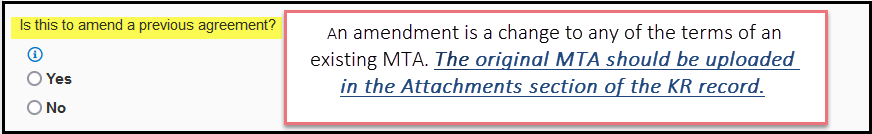 Is this to amend a previous agreement?
Yes
No
An amendment is a change to any of the terms of an
existing MTA. The original MTA should be uploaded
in the Attachments section of the KR record.